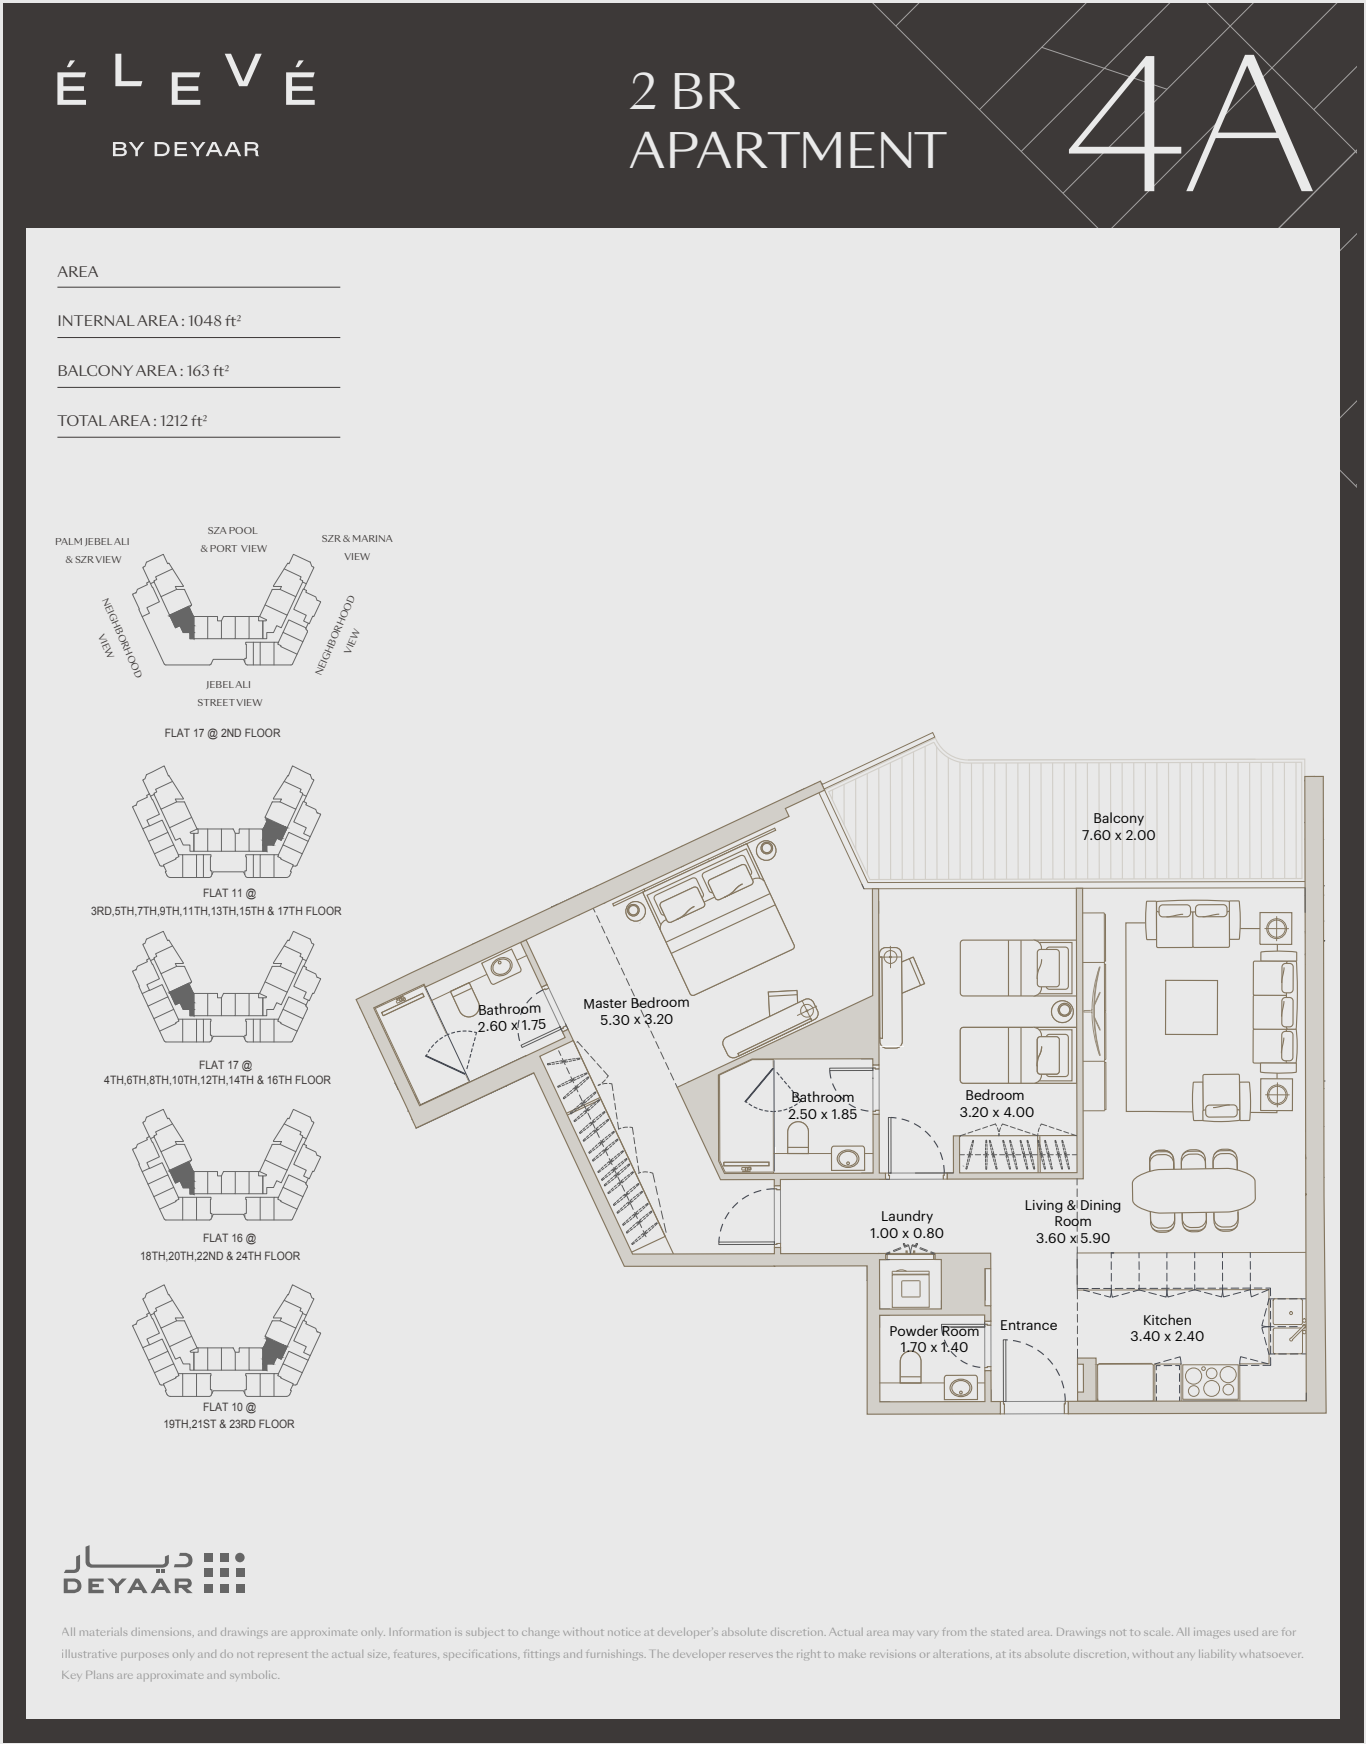 ÉLEVÉ
BY DEYAAR
2 BR
APARTMENT
4A
AREA
INTERNAL AREA : 1048 ft²
BALCONY AREA : 163 ft²
TOTAL AREA : 1212 ft²
PALM JEBEL ALI
& SZR VIEW
SZA POOL
& PORT VIEW
SZR & MARINA
VIEW
NEIGHBORHOOD
VIEW
NEIGHBORHOOD
VIEW
JEBEL ALI
STREET VIEW
FLAT 17 @ 2ND FLOOR
FLAT 11 @
3RD,5TH,7TH,9TH,11TH,13TH,15TH & 17TH FLOOR
FLAT 17 @
4TH,6TH,8TH,10TH,12TH,14TH & 16TH FLOOR
FLAT 16 @
18TH,20TH,22ND & 24TH FLOOR
FLAT 10 @
19TH,21ST & 23RD FLOOR
Balcony
7.60 x 2.00
Master Bedroom
5.30 x 3.20
Bathroom
2.60 x 1.75
Bathroom
2.50 x 1.85
Bedroom
3.20 x 4.00
Living & Dining
Room
3.60 x 5.90
Laundry
1.00 x 0.80
Powder Room
1.70 x 1.40
Entrance
Kitchen
3.40 x 2.40
ديار
DEYAAR
All materials dimensions, and drawings are approximate only. Information is subject to change without notice at developer's absolute discretion. Actual area may vary from the stated area. Drawings not to scale. All images used are for
illustrative purposes only and do not represent the actual size, features, specifications, fittings and furnishings. The developer reserves the right to make revisions or alterations, at its absolute discretion, without any liability whatsoever.
Key Plans are approximate and symbolic.